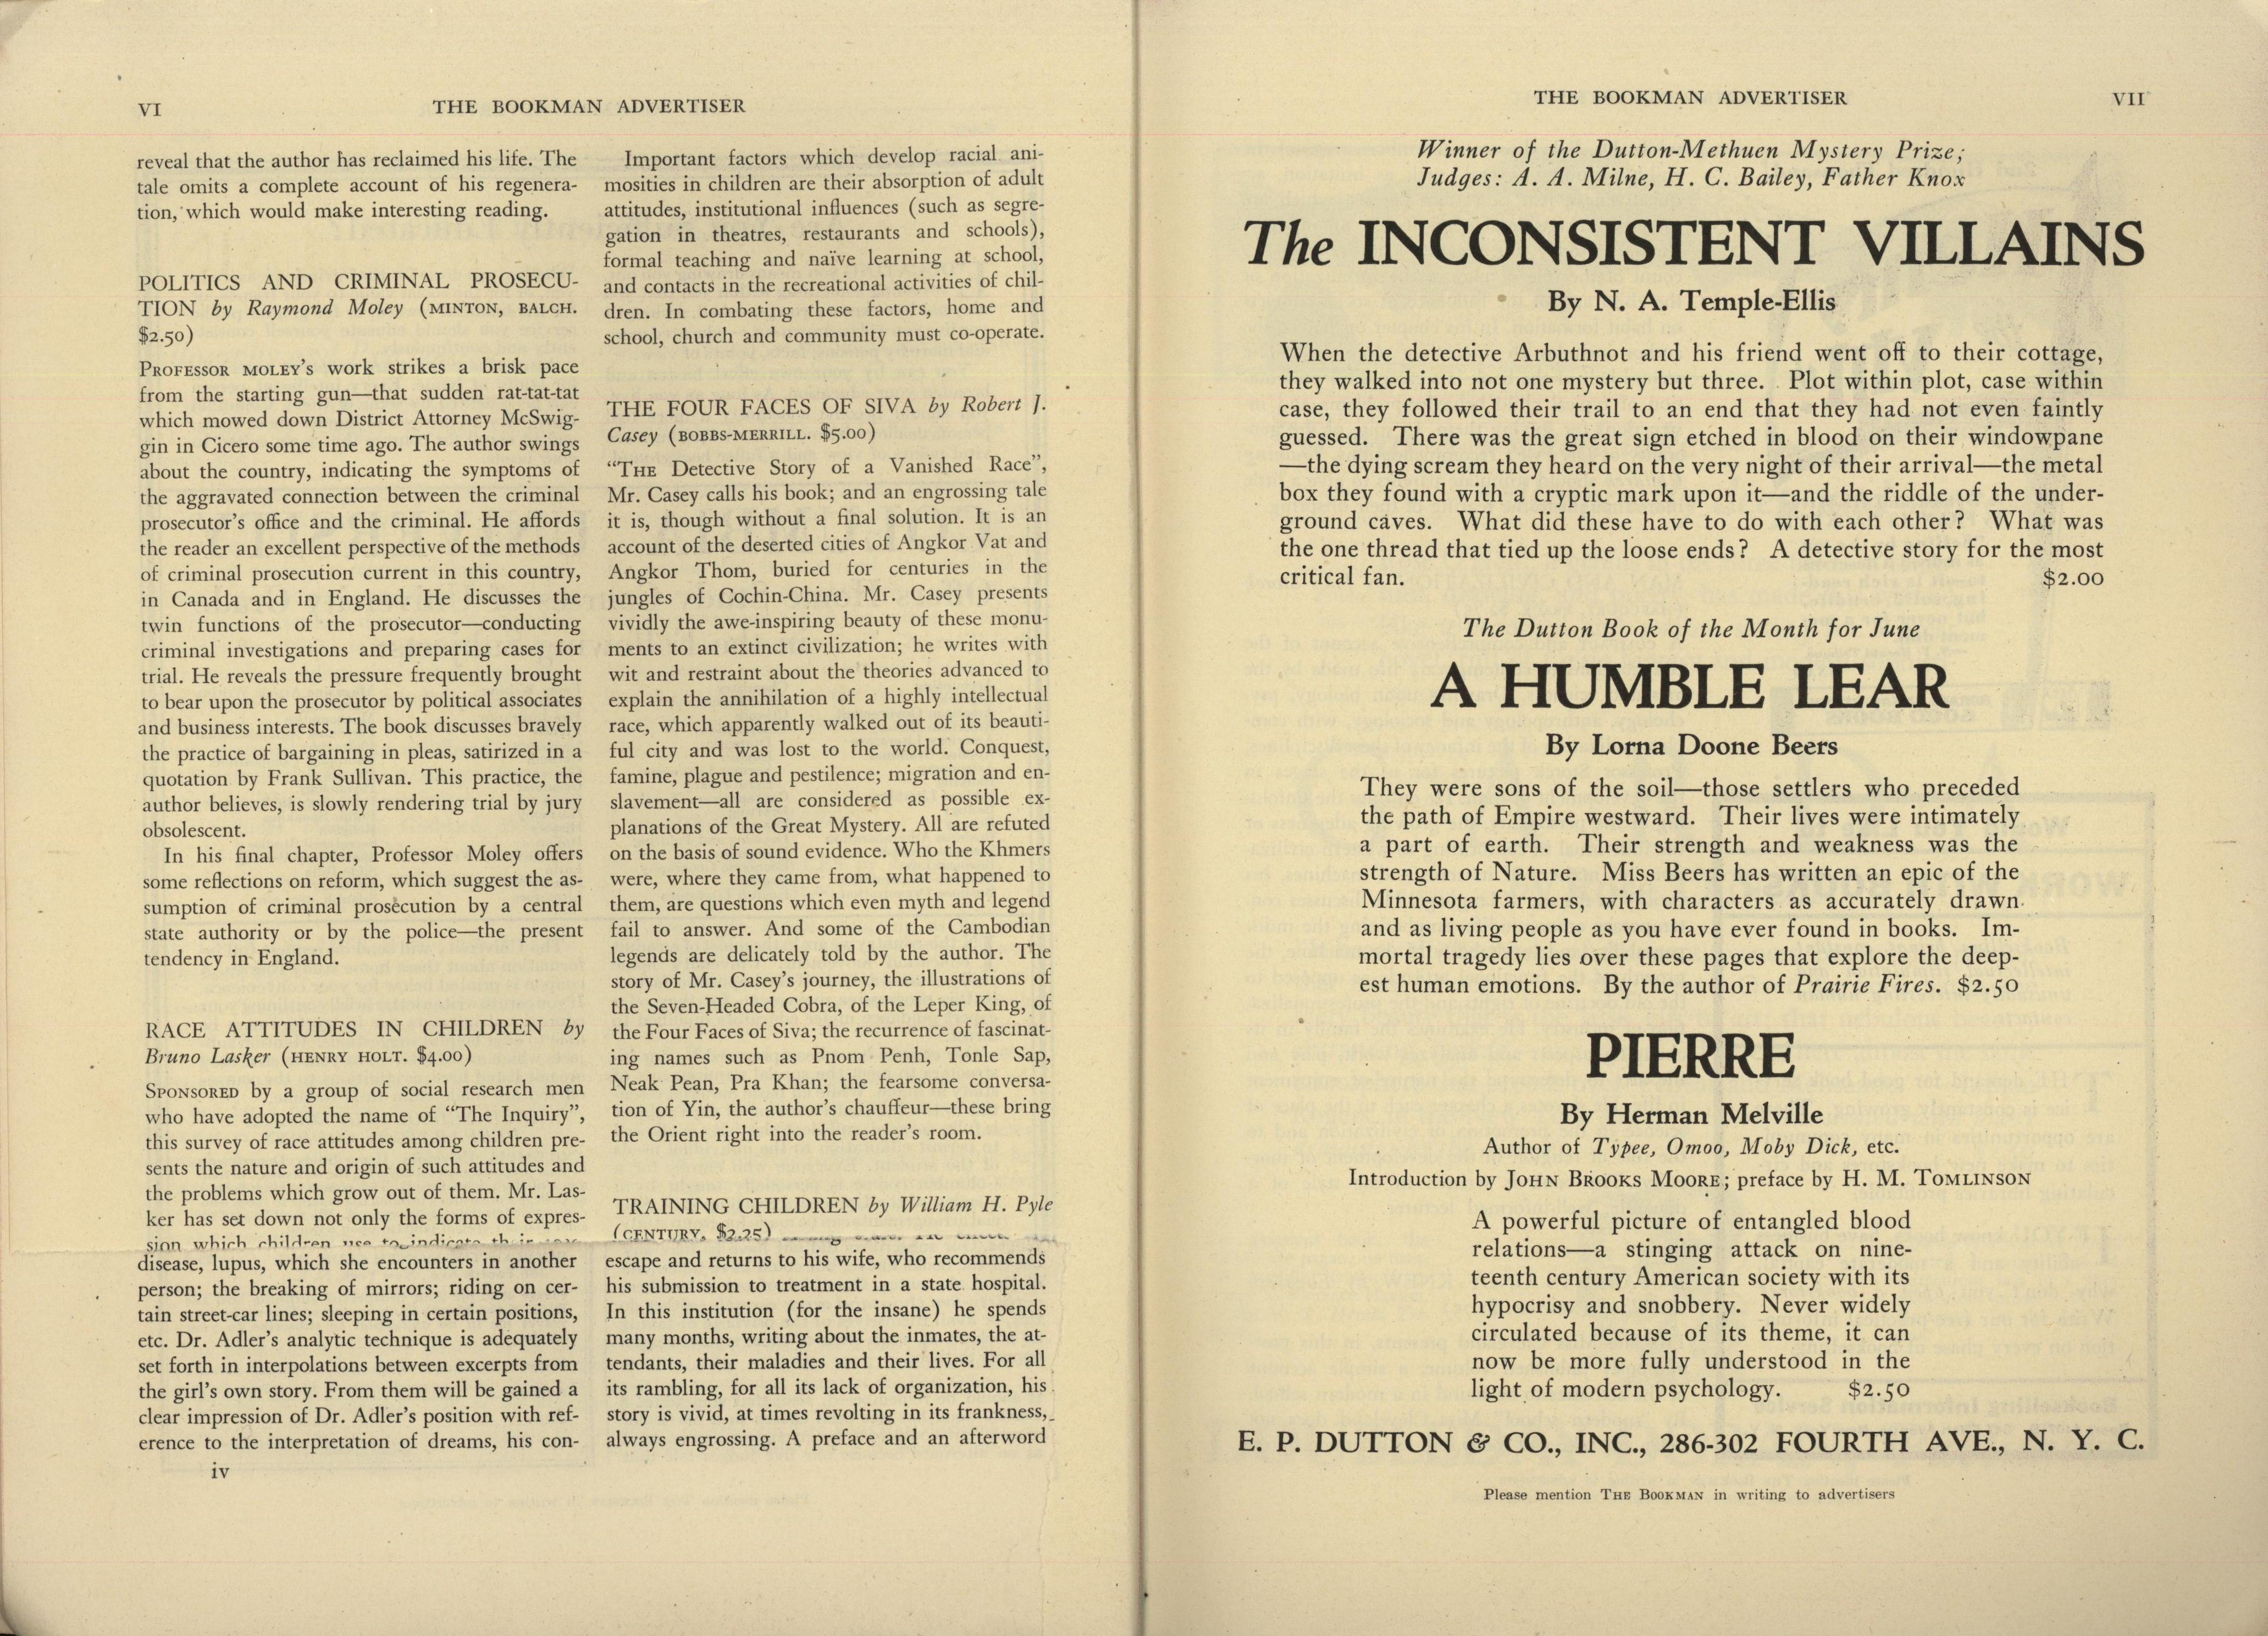 VI
THE BOOKMAN ADVERTISER
reveal that the author has reclaimed his life. The
tale omits a complete account of his regenera-
tion, which would make interesting reading.
POLITICS AND CRIMINAL PROSECU-
TION by Raymond Moley (MINTON, BALCH.
$2.50)
PROFESSOR MOLEY'S work strikes a brisk pace
from the starting gun—that sudden rat-tat-tat
which mowed down District Attorney McSwig-
gin in Cicero some time ago. The author swings
about the country, indicating the symptoms of
the aggravated connection between the criminal
prosecutor's office and the criminal. He affords
the reader an excellent perspective of the methods
of criminal prosecution current in this country,
in Canada and in England. He discusses the
twin functions of the prosecutor—conducting
criminal investigations and preparing cases for
trial. He reveals the pressure frequently brought
to bear upon the prosecutor by political associates
and business interests. The book discusses bravely
the practice of bargaining in pleas, satirized in a
quotation by Frank Sullivan. This practice, the
author believes, is slowly rendering trial by jury
obsolescent.
In his final chapter, Professor Moley offers
some reflections on reform, which suggest the as-
sumption of criminal prosecution by a central
state authority or by the police—the present
tendency in England.
RACE ATTITUDES IN CHILDREN by
Bruno Lasker (HENRY HOLT. $4.00)
SPONSORED by a group of social research men
who have adopted the name of "The Inquiry",
this survey of race attitudes among children pre-
sents the nature and origin of such attitudes and
the problems which grow out of them. Mr. Las-
ker has set down not only the forms of expres-
sion which children use to indicate
disease, lupus, which she encounters in another
person; the breaking of mirrors; riding on cer-
tain street-car lines; sleeping in certain positions,
etc. Dr. Adler's analytic technique is adequately
set forth in interpolations between excerpts from
the girl's own story. From them will be gained a
clear impression of Dr. Adler's position with ref-
erence to the interpretation of dreams, his con-
iv
Important factors which develop racial ani-
mosities in children are their absorption of adult
attitudes, institutional influences (such as segre-
gation in theatres, restaurants and schools),
formal teaching and naïve learning at school,
and contacts in the recreational activities of chil-
dren. In combating these factors, home and
school, church and community must co-operate.
THE FOUR FACES OF SIVA by Robert J.
Casey (BOBBS-MERRILL. $5.00)
"THE Detective Story of a Vanished Race",
Mr. Casey calls his book; and an engrossing tale
it is, though without a final solution. It is an
account of the deserted cities of Angkor Vat and
Angkor Thom, buried for centuries in the
jungles of Cochin-China. Mr. Casey presents
vividly the awe-inspiring beauty of these monu-
ments to an extinct civilization; he writes with
wit and restraint about the theories advanced to
explain the annihilation of a highly intellectual
race, which apparently walked out of its beauti-
ful city and was lost to the world. Conquest,
famine, plague and pestilence; migration and en-
slavement—all are considered as possible ex-
planations of the Great Mystery. All are refuted
on the basis of sound evidence. Who the Khmers
were, where they came from, what happened to
them, are questions which even myth and legend
fail to answer. And some of the Cambodian
legends are delicately told by the author. The
story of Mr. Casey's journey, the illustrations of
the Seven-Headed Cobra, of the Leper King, of
the Four Faces of Siva; the recurrence of fascinat-
ing names such as Pnom Penh, Tonle Sap,
Neak Pean, Pra Khan; the fearsome conversa-
tion of Yin, the author's chauffeur—these bring
the Orient right into the reader's room.
TRAINING CHILDREN by William H. Pyle
(CENTURY. $2.25)
escape and returns to his wife, who recommends
his submission to treatment in a state hospital.
In this institution (for the insane) he spends
many months, writing about the inmates, the at-
tendants, their maladies and their lives. For all
its rambling, for all its lack of organization, his
story is vivid, at times revolting in its frankness,
always engrossing. A preface and an afterword
THE BOOKMAN ADVERTISER
VII
Winner of the Dutton-Methuen Mystery Prize;
Judges: A. A. Milne, H. C. Bailey, Father Knox
The INCONSISTENT VILLAINS
By N. A. Temple-Ellis
When the detective Arbuthnot and his friend went off to their cottage,
they walked into not one mystery but three. Plot within plot, case within
case, they followed their trail to an end that they had not even faintly
guessed. There was the great sign etched in blood on their windowpane
—the dying scream they heard on the very night of their arrival—the metal
box they found with a cryptic mark upon it—and the riddle of the under-
ground caves. What did these have to do with each other? What was
the one thread that tied up the loose ends? A detective story for the most
critical fan. $2.00
The Dutton Book of the Month for June
A HUMBLE LEAR
By Lorna Doone Beers
They were sons of the soil—those settlers who preceded
the path of Empire westward. Their lives were intimately
a part of earth. Their strength and weakness was the
strength of Nature. Miss Beers has written an epic of the
Minnesota farmers, with characters as accurately drawn
and as living people as you have ever found in books. Im-
mortal tragedy lies over these pages that explore the deep-
est human emotions. By the author of Prairie Fires. $2.50
PIERRE
By Herman Melville
Author of Typee, Omoo, Moby Dick, etc.
Introduction by JOHN BROOKS MOORE; preface by H. M. TOMLINSON
A powerful picture of entangled blood
relations—a stinging attack on nine-
teenth century American society with its
hypocrisy and snobbery. Never widely
circulated because of its theme, it can
now be more fully understood in the
light of modern psychology. $2.50
E. P. DUTTON & CO., INC., 286-302 FOURTH AVE., N. Y. C.
Please mention THE BOOKMAN in writing to advertisers